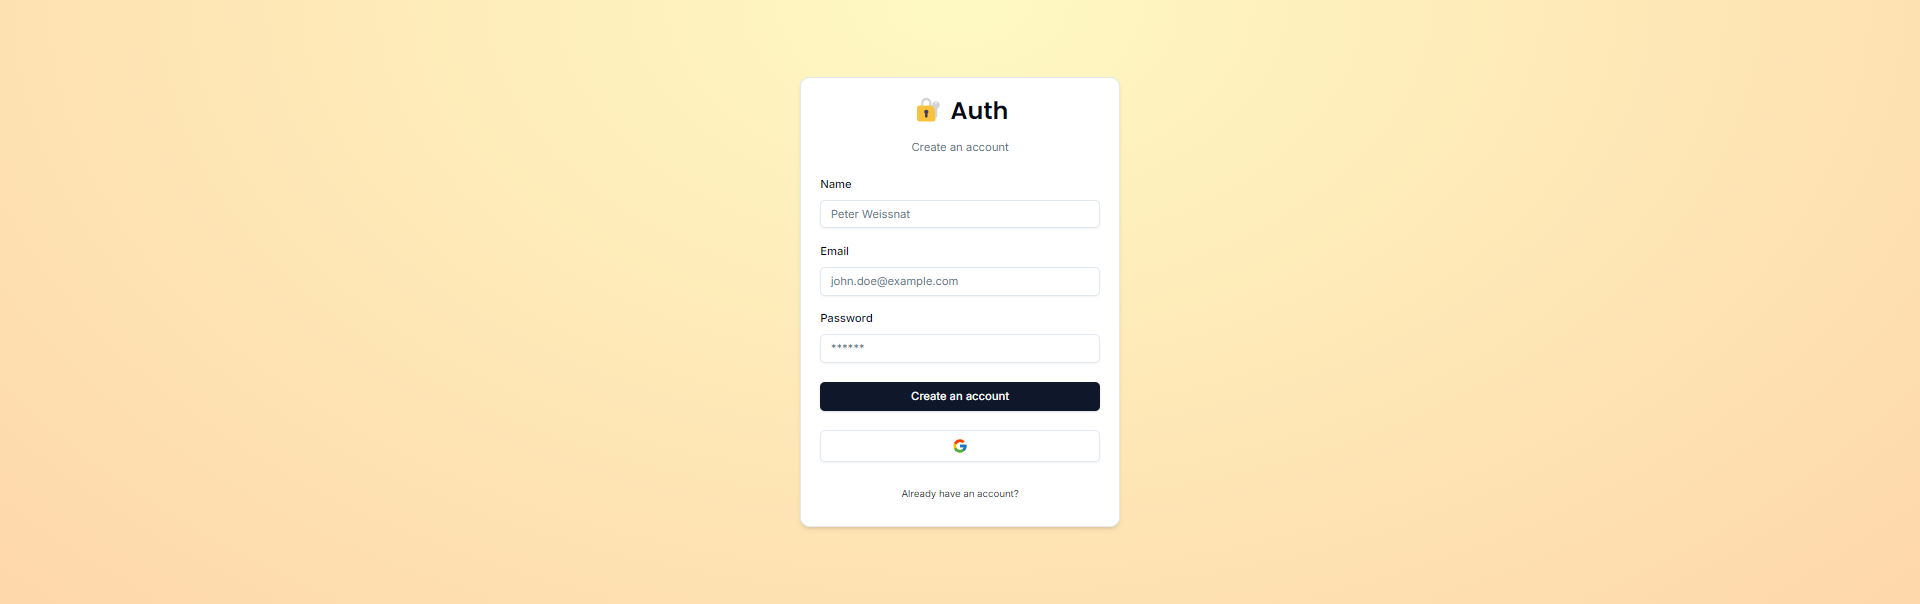 🔐 Auth
Create an account
Name
Peter Weissnat
Email
john.doe@example.com
Password
******
Create an account
Already have an account?